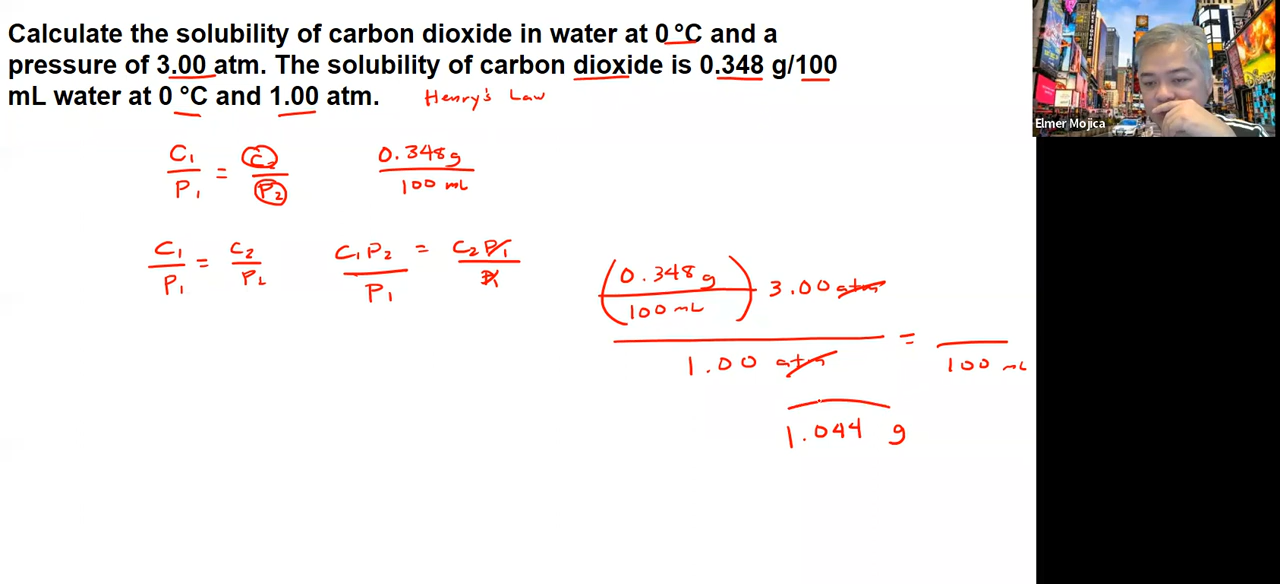 Calculate the solubility of carbon dioxide in water at 0 °C and a
pressure of 3.00 atm. The solubility of carbon dioxide is 0.348 g/100
mL water at 0 °C and 1.00 atm.
Henry's Law
Elmer Mojica
C₁/P₁ = C₂/P₂
0.348g/100 mL
C₁/P₁ = C₂/P₂
C₁P₂/P₁ = C₂P₁/P₁
(0.348g/100 mL) 3.00 atm
1.00 atm
= /100 mL
1.044 g